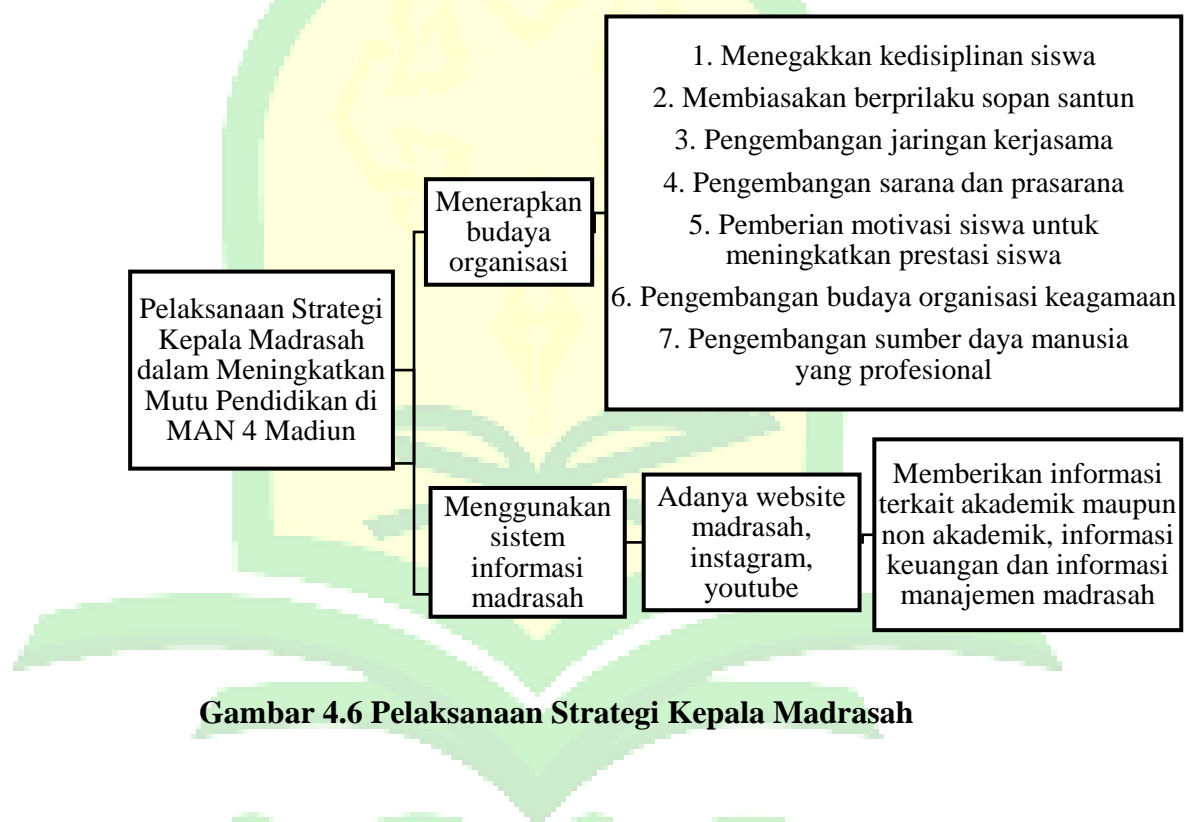 Pelaksanaan Strategi
Kepala Madrasah
dalam Meningkatkan
Mutu Pendidikan di
MAN 4 Madiun
Menerapkan
budaya
organisasi
1. Menegakkan kedisiplinan siswa
2. Membiasakan berprilaku sopan santun
3. Pengembangan jaringan kerjasama
4. Pengembangan sarana dan prasarana
5. Pemberian motivasi siswa untuk
meningkatkan prestasi siswa
6. Pengembangan budaya organisasi keagamaan
7. Pengembangan sumber daya manusia
yang profesional
Menggunakan
sistem
informasi
madrasah
Adanya website
madrasah,
instagram,
youtube
Memberikan informasi
terkait akademik maupun
non akademik, informasi
keuangan dan informasi
manajemen madrasah
Gambar 4.6 Pelaksanaan Strategi Kepala Madrasah